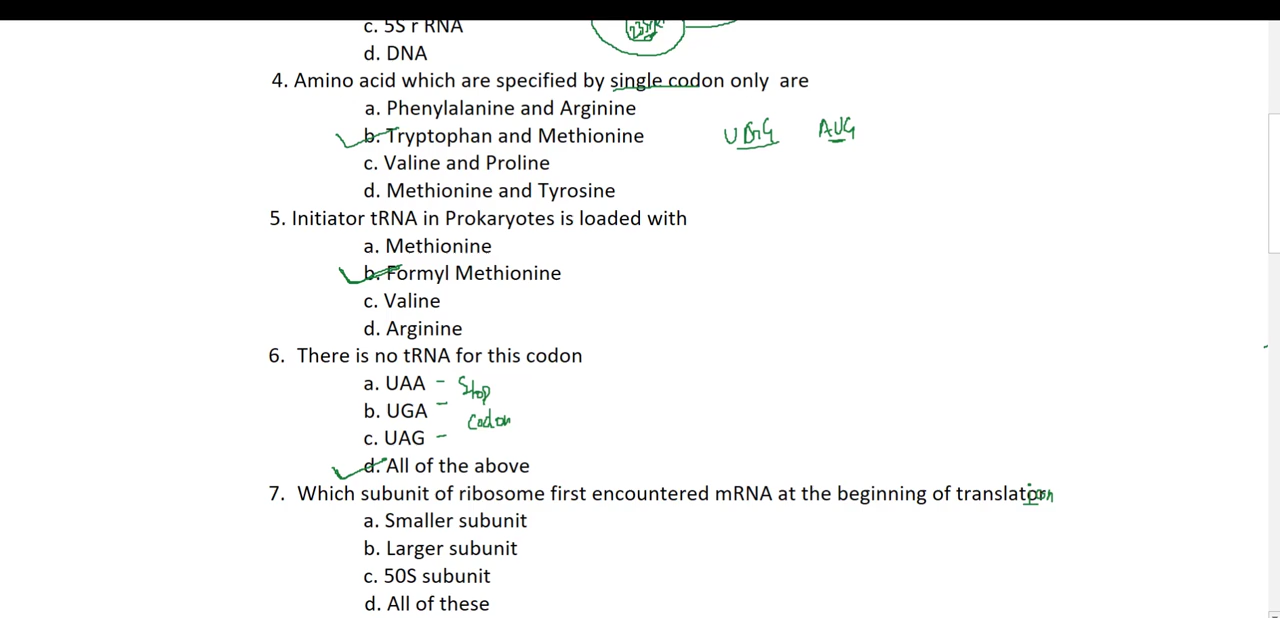 c. 5S r RNA
d. DNA
4. Amino acid which are specified by single codon only are
a. Phenylalanine and Arginine
b. Tryptophan and Methionine UGG AUG
c. Valine and Proline
d. Methionine and Tyrosine
5. Initiator tRNA in Prokaryotes is loaded with
a. Methionine
b. Formyl Methionine
c. Valine
d. Arginine
6. There is no tRNA for this codon
a. UAA - Stop
b. UGA - Codon
c. UAG -
d. All of the above
7. Which subunit of ribosome first encountered mRNA at the beginning of translation
a. Smaller subunit
b. Larger subunit
c. 50S subunit
d. All of these